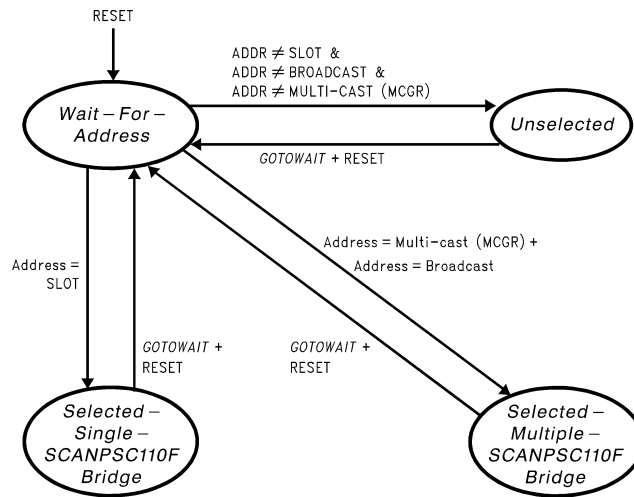 RESET
ADDR ≠ SLOT &
ADDR ≠ BROADCAST &
ADDR ≠ MULTI-CAST (MCGR)
Wait-For-
Address
Unselected
GOTOWAIT + RESET
Address = Multi-cast (MCGR) +
Address = Broadcast
Address =
SLOT
GOTOWAIT +
RESET
GOTOWAIT +
RESET
Selected-
Single-
SCANPSC110F
Bridge
Selected-
Multiple-
SCANPSC110F
Bridge